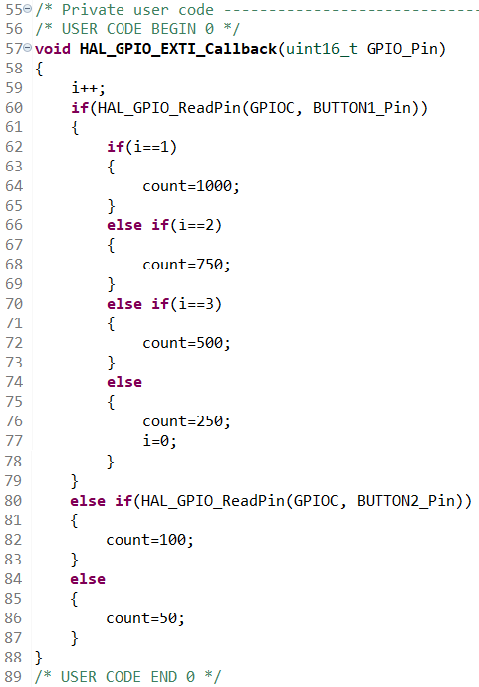 55 /* Private user code -----------------------------
56 /* USER CODE BEGIN 0 */
57 void HAL_GPIO_EXTI_Callback(uint16_t GPIO_Pin)
58 {
59     i++;
60     if(HAL_GPIO_ReadPin(GPIOC, BUTTON1_Pin))
61     {
62         if(i==1)
63         {
64             count=1000;
65         }
66         else if(i==2)
67         {
68             count=750;
69         }
70         else if(i==3)
71         {
72             count=500;
73         }
74         else
75         {
76             count=250;
77             i=0;
78         }
79     }
80     else if(HAL_GPIO_ReadPin(GPIOC, BUTTON2_Pin))
81     {
82         count=100;
83     }
84     else
85     {
86         count=50;
87     }
88 }
89 /* USER CODE END 0 */